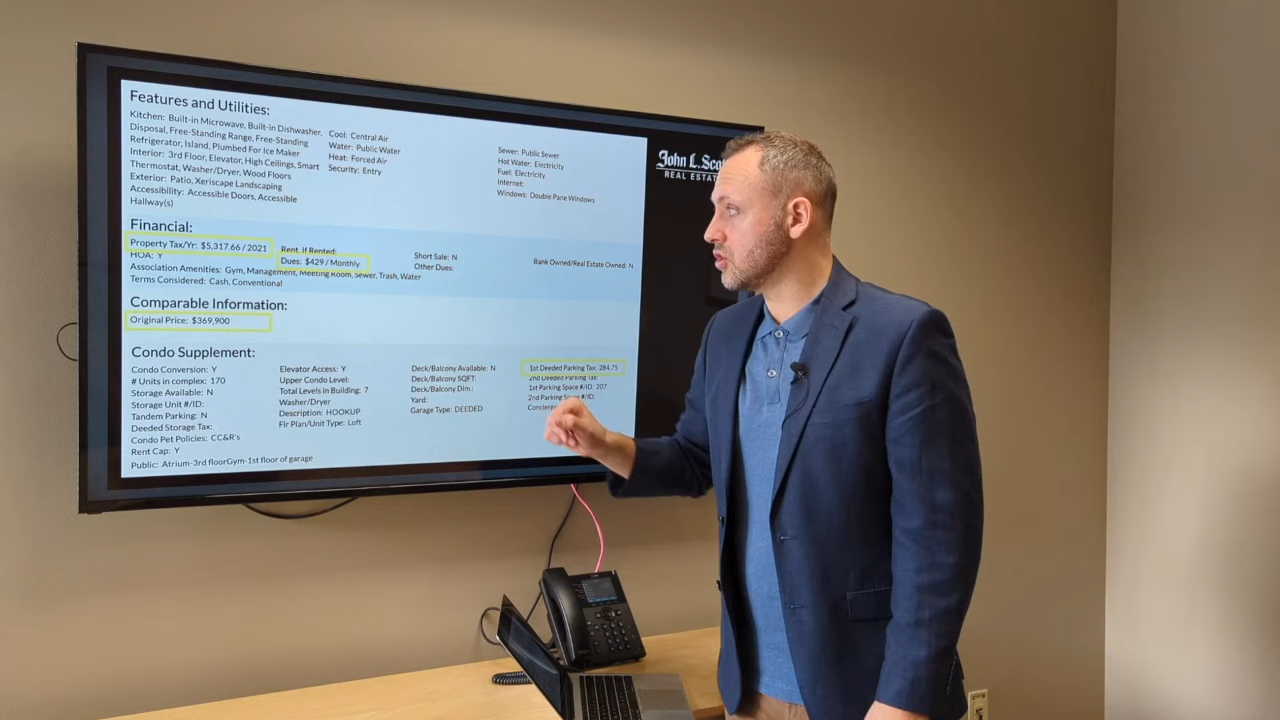 Features and Utilities:
Kitchen: Built-in Microwave, Built-in Dishwasher,
Disposal, Free-Standing Range, Free-Standing
Refrigerator, Island, Plumbed For Ice Maker
Interior: 3rd Floor, Elevator, High Ceilings, Smart
Thermostat, Washer/Dryer, Wood Floors
Exterior: Patio, Xeriscape Landscaping
Accessibility: Accessible Doors, Accessible
Hallway(s)
Cool: Central Air
Water: Public Water
Heat: Forced Air
Security: Entry
Sewer: Public Sewer
Hot Water: Electricity
Fuel: Electricity
Internet:
Windows: Double Pane Windows
Financial:
Property Tax/Yr: $5,317.66 / 2021
Rent, If Rented:
Short Sale: N
Bank Owned/Real Estate Owned: N
HOA: Y
Dues: $429 / Monthly
Other Dues:
Association Amenities: Gym, Management, Meeting Room, Sewer, Trash, Water
Terms Considered: Cash, Conventional
Comparable Information:
Original Price: $369,900
Condo Supplement:
Condo Conversion: Y
# Units in complex: 170
Storage Available: N
Storage Unit #/ID:
Tandem Parking: N
Deeded Storage Tax:
Condo Pet Policies: CC&R's
Rent Cap: Y
Public: Atrium-3rd floorGym-1st floor of garage
Elevator Access: Y
Upper Condo Level:
Total Levels in Building: 7
Washer/Dryer
Description: HOOKUP
Flr Plan/Unit Type: Loft
Deck/Balcony Available: N
Deck/Balcony SQFT:
Deck/Balcony Dim.:
Yard:
Garage Type: DEEDED
1st Deeded Parking Tax: 284.75
2nd Deeded Parking Tax:
1st Parking Space #/ID: 207
2nd Parking Space #/ID:
John L.
REAL